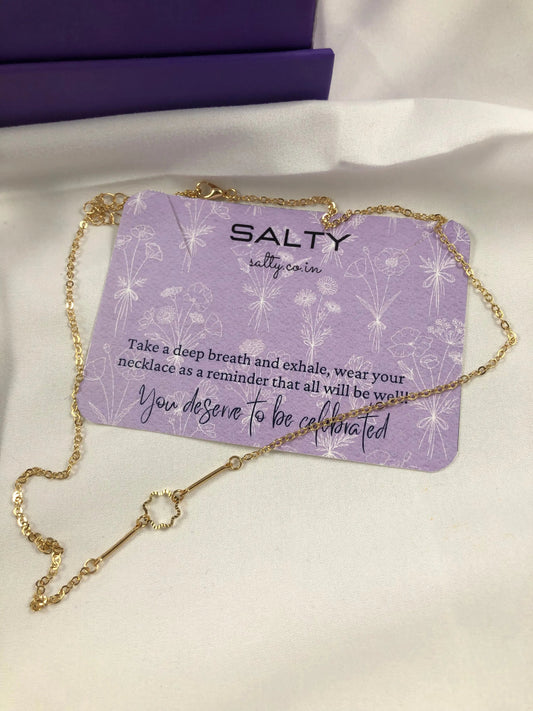 SALTY
salty.co.in
Take a deep breath and exhale, wear your
necklace as a reminder that all will be well!
You deserve to be celebrated